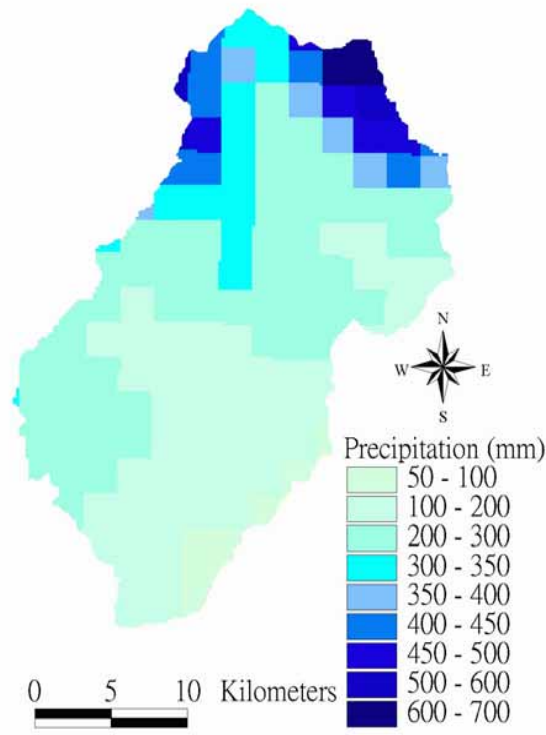 N
W E
S
Precipitation (mm)
50 - 100
100 - 200
200 - 300
300 - 350
350 - 400
400 - 450
450 - 500
500 - 600
600 - 700
0 5 10 Kilometers